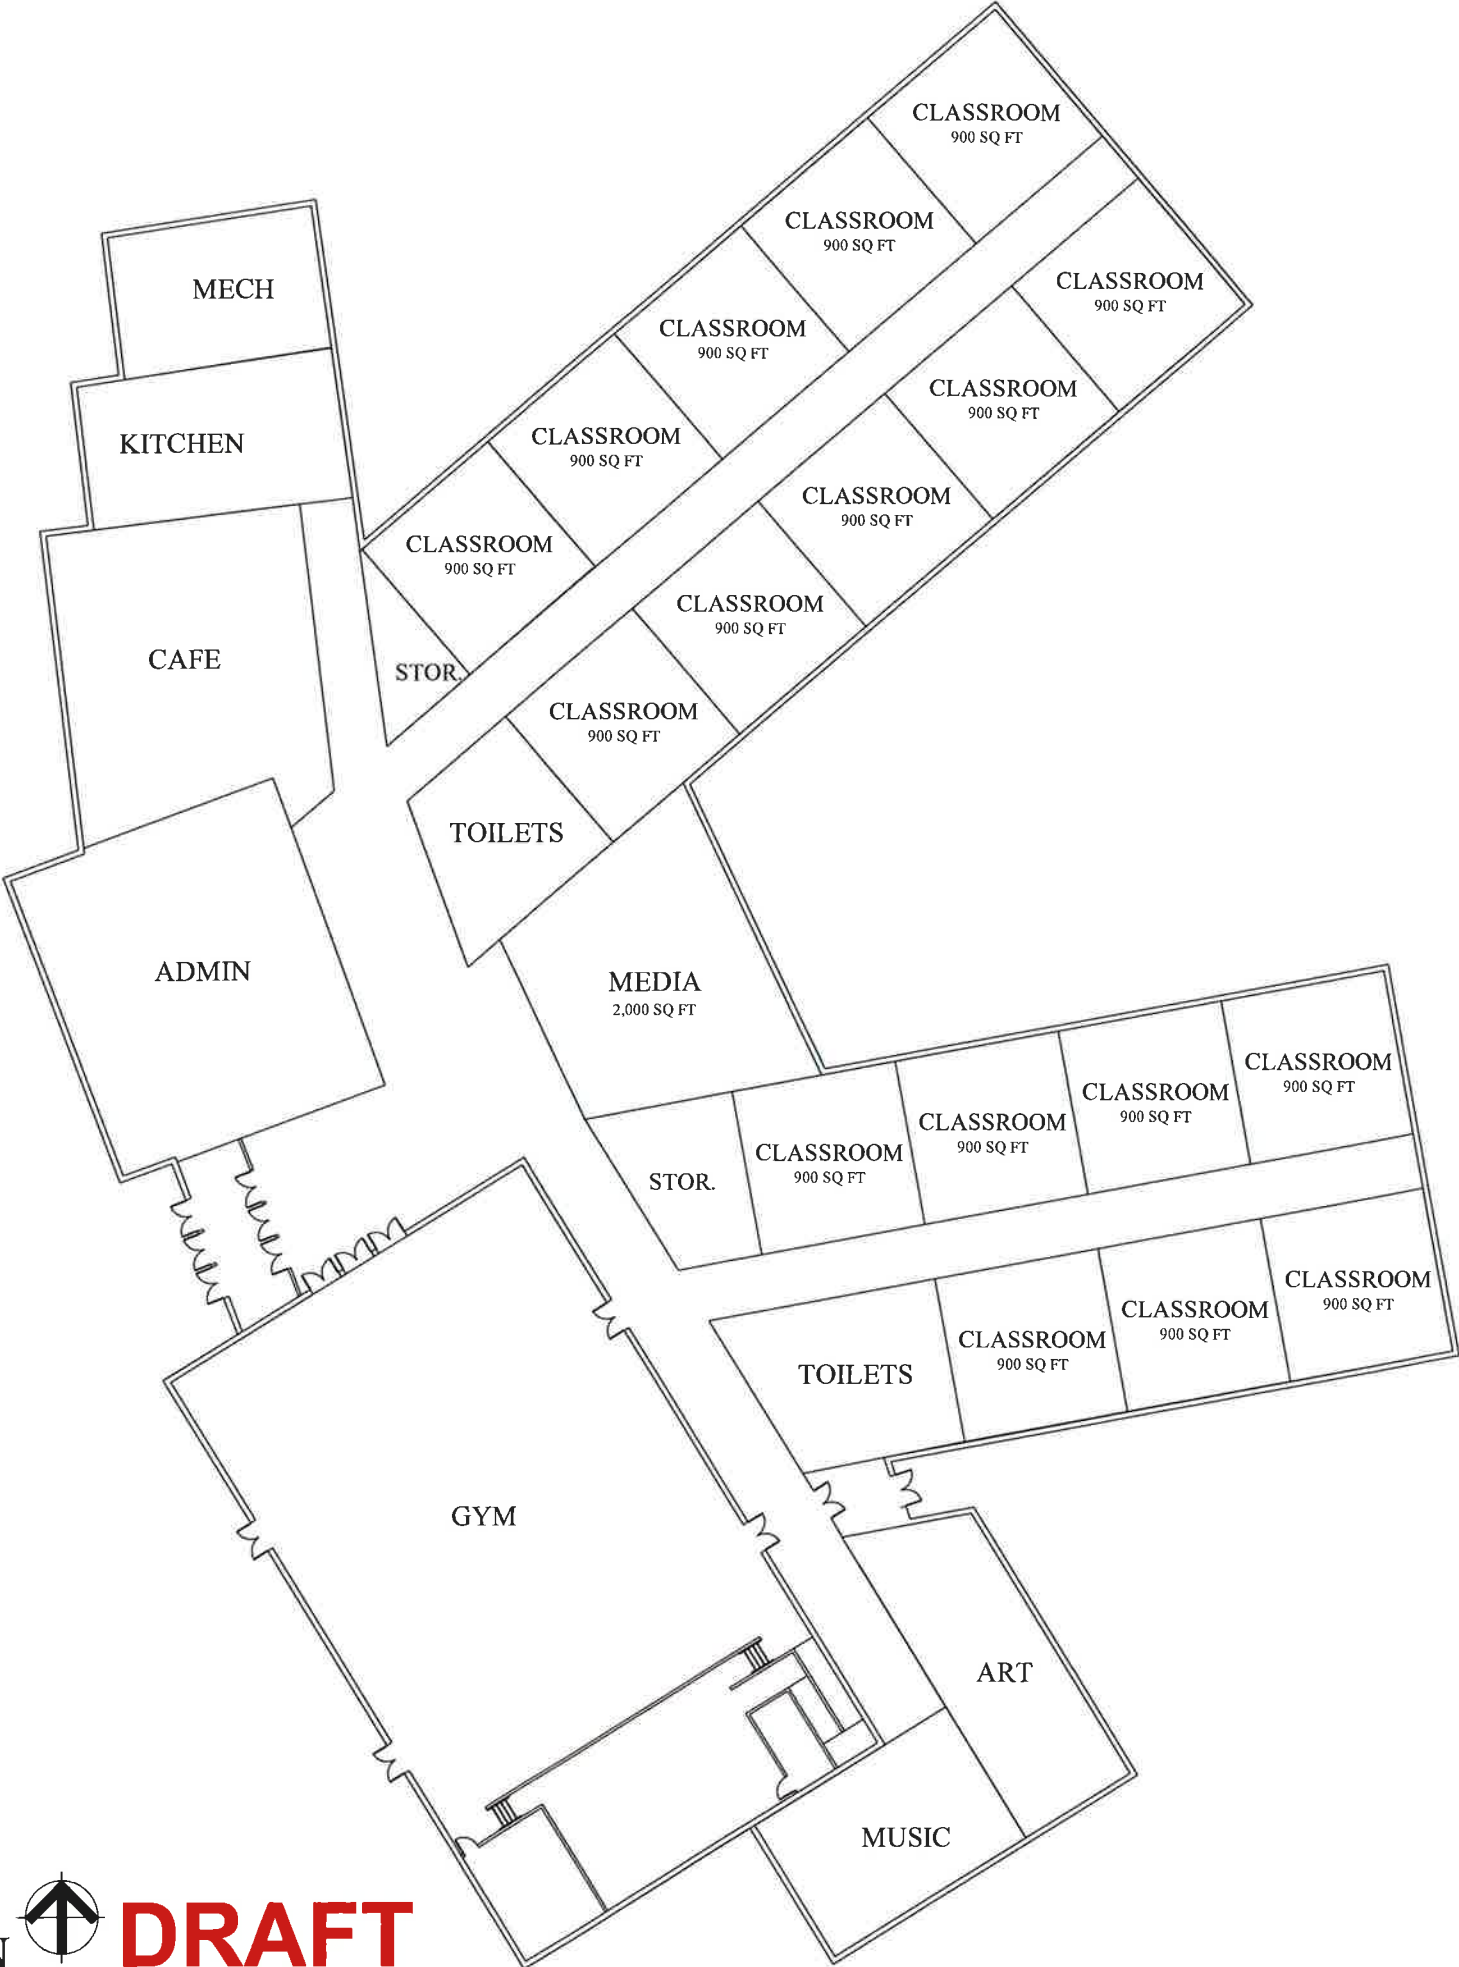 CLASSROOM
900 SQ FT
CLASSROOM
900 SQ FT
CLASSROOM
900 SQ FT
MECH
CLASSROOM
900 SQ FT
CLASSROOM
900 SQ FT
CLASSROOM
900 SQ FT
KITCHEN
CLASSROOM
900 SQ FT
CLASSROOM
900 SQ FT
CLASSROOM
900 SQ FT
CAFE
STOR.
CLASSROOM
900 SQ FT
TOILETS
ADMIN
MEDIA
2,000 SQ FT
CLASSROOM
900 SQ FT
CLASSROOM
900 SQ FT
CLASSROOM
900 SQ FT
CLASSROOM
900 SQ FT
STOR.
CLASSROOM
900 SQ FT
CLASSROOM
900 SQ FT
CLASSROOM
900 SQ FT
TOILETS
GYM
ART
MUSIC
DRAFT